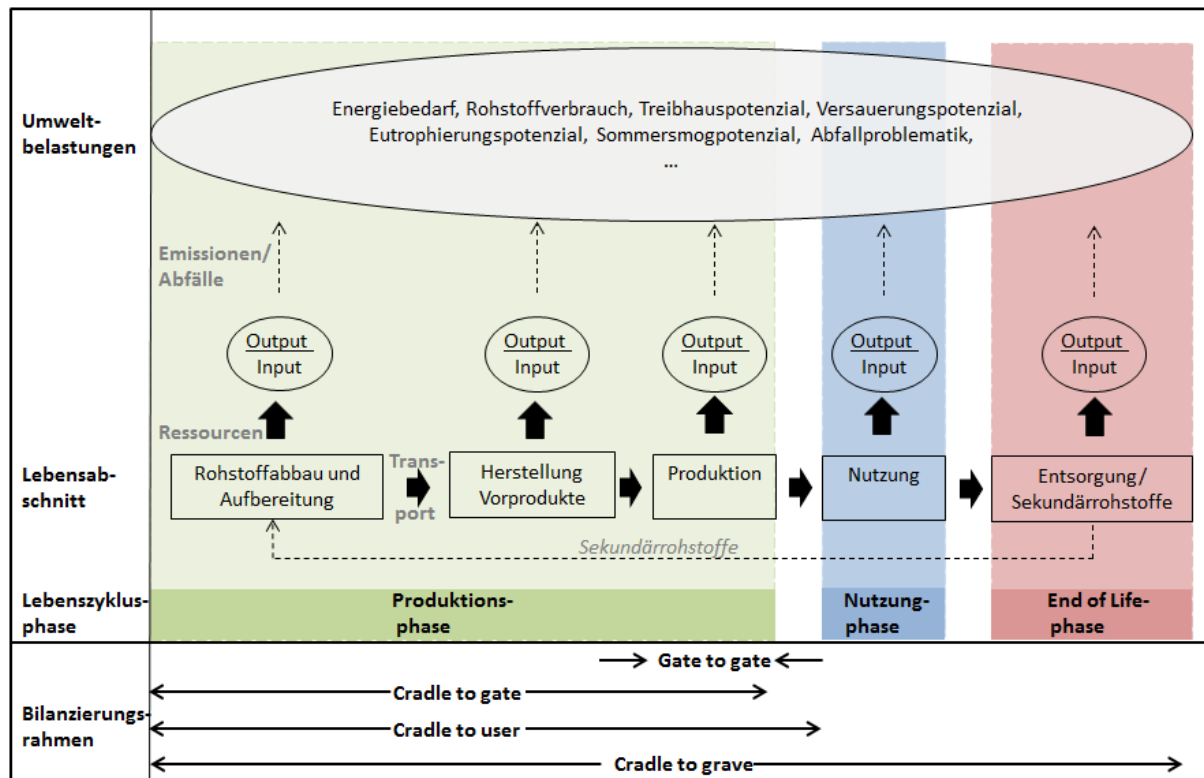 Umwelt-
belastungen
Energiebedarf, Rohstoffverbrauch, Treibhauspotenzial, Versauerungspotenzial,
Eutrophierungspotenzial, Sommersmogpotenzial, Abfallproblematik,
...
Emissionen/
Abfälle
Output
Input
Output
Input
Output
Input
Output
Input
Output
Input
Ressourcen
Lebensab-
schnitt
Rohstoffabbau und
Aufbereitung
Trans-
port
Herstellung
Vorprodukte
Produktion
Nutzung
Entsorgung/
Sekundärrohstoffe
Sekundärrohstoffe
Lebenszyklus-
phase
Produktions-
phase
Nutzung-
phase
End of Life-
phase
Bilanzierungs-
rahmen
Gate to gate
Cradle to gate
Cradle to user
Cradle to grave